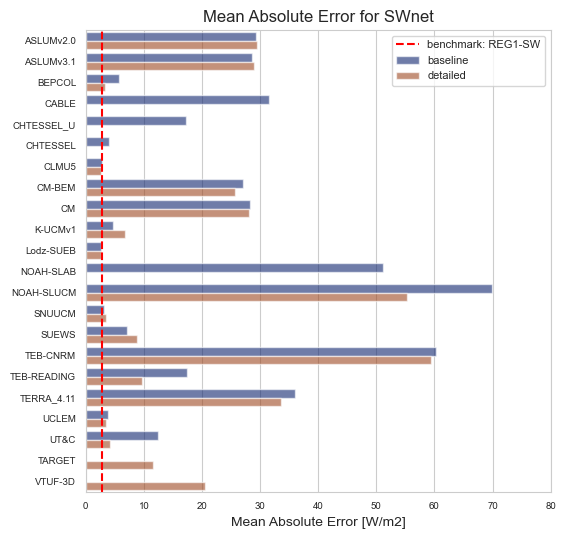 Mean Absolute Error for SWnet
benchmark: REG1-SW
baseline
detailed
ASLUMv2.0
ASLUMv3.1
BEPCOL
CABLE
CHTESSEL_U
CHTESSEL
CLMU5
CM-BEM
CM
K-UCMv1
Lodz-SUEB
NOAH-SLAB
NOAH-SLUCM
SNUUCM
SUEWS
TEB-CNRM
TEB-READING
TERRA_4.11
UCLEM
UT&C
TARGET
VTUF-3D
0 10 20 30 40 50 60 70 80
Mean Absolute Error [W/m2]